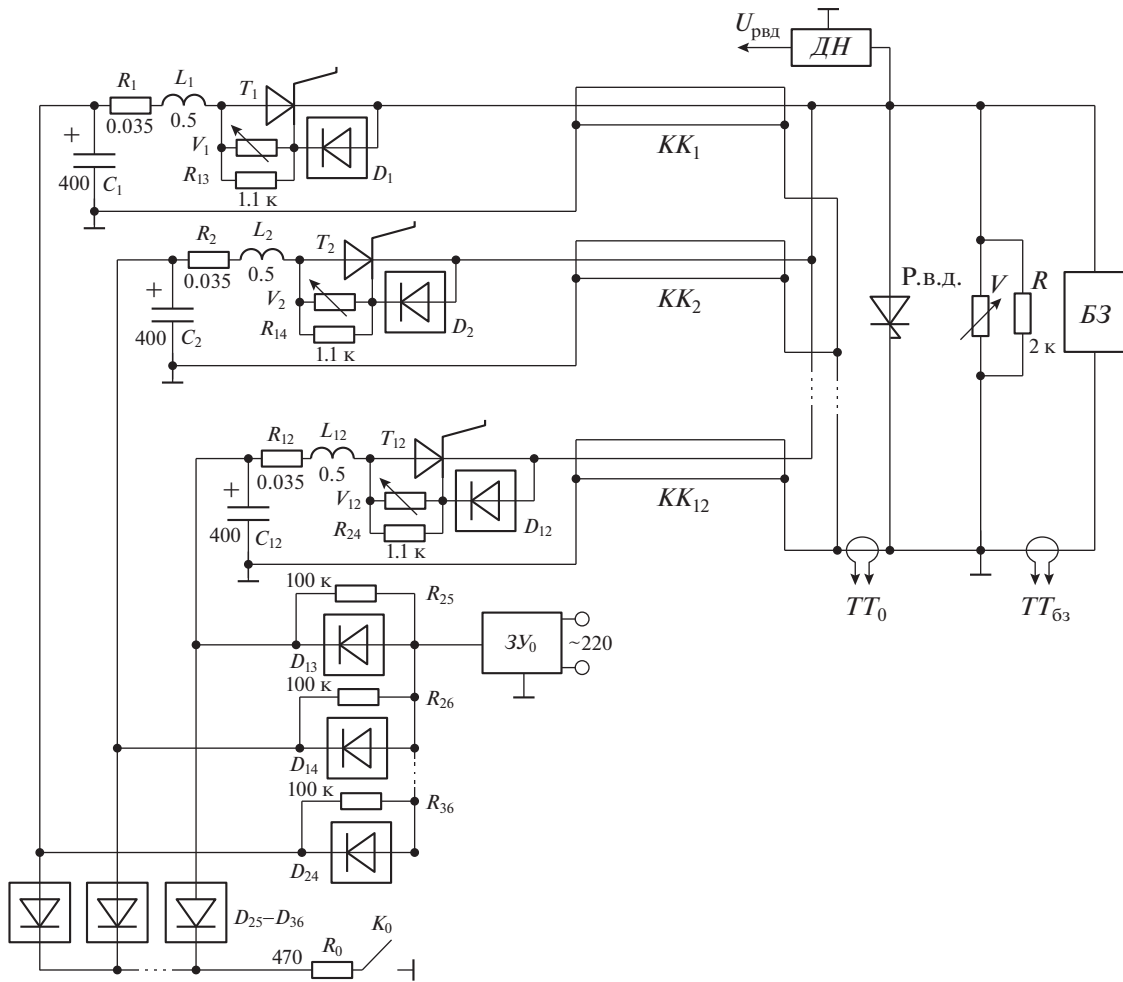 Uрвд
ДН
R1
L1
T1
+
0.035
0.5
V1
KK1
400
C1
R13
D1
1.1 к
R2
L2
T2
+
0.035
0.5
V2
KK2
Р.в.д.
V
R
БЗ
400
C2
R14
D2
1.1 к
2 к
R12
L12
T12
+
0.035
0.5
V12
KK12
400
C12
R24
D12
1.1 к
100 к
R25
TT0
TTбз
ЗУ0
~220
D13
100 к
R26
D14
100 к
R36
D24
D25–D36
K0
470
R0